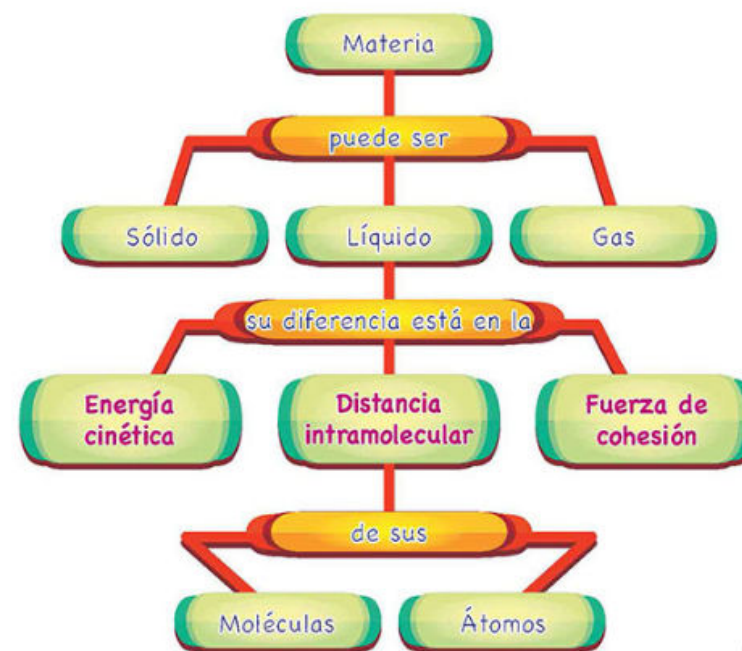 Materia
puede ser
Sólido
Líquido
Gas
su diferencia está en la
Energía
cinética
Distancia
intramolecular
Fuerza de
cohesión
de sus
Moléculas
Átomos